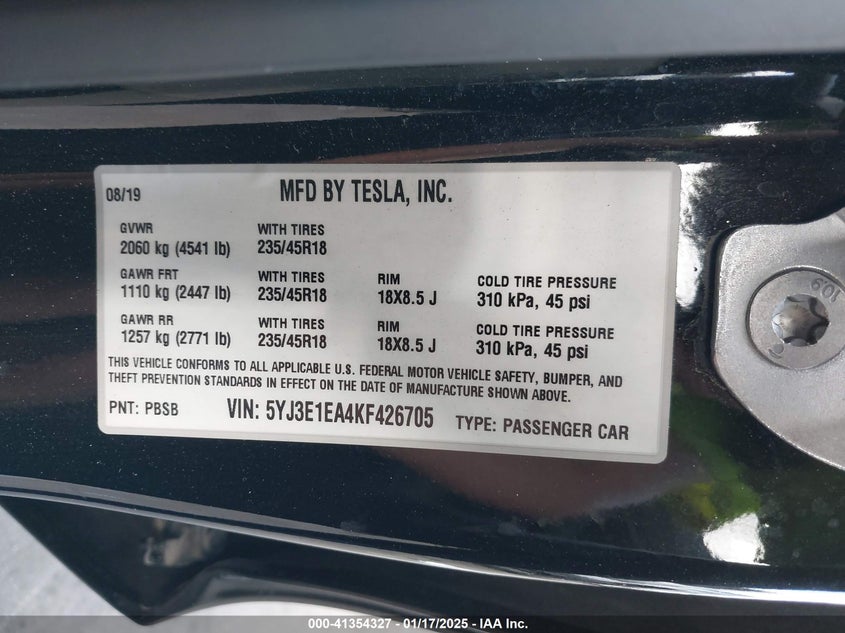 08/19 MFD BY TESLA, INC.
GVWR WITH TIRES
2060 kg (4541 lb) 235/45R18
GAWR FRT WITH TIRES RIM COLD TIRE PRESSURE
1110 kg (2447 lb) 235/45R18 18X8.5 J 310 kPa, 45 psi
GAWR RR WITH TIRES RIM COLD TIRE PRESSURE
1257 kg (2771 lb) 235/45R18 18X8.5 J 310 kPa, 45 psi
THIS VEHICLE CONFORMS TO ALL APPLICABLE U.S. FEDERAL MOTOR VEHICLE SAFETY, BUMPER, AND
THEFT PREVENTION STANDARDS IN EFFECT ON THE DATE OF MANUFACTURE SHOWN ABOVE.
PNT: PBSB VIN: 5YJ3E1EA4KF426705 TYPE: PASSENGER CAR
000-41354327 - 01/17/2025 - IAA Inc.